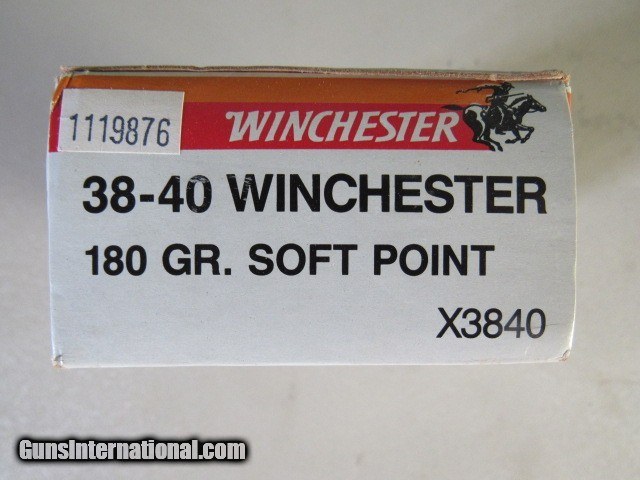 1119876
WINCHESTER
38-40 WINCHESTER
180 GR. SOFT POINT
X3840
GunsInternational.com